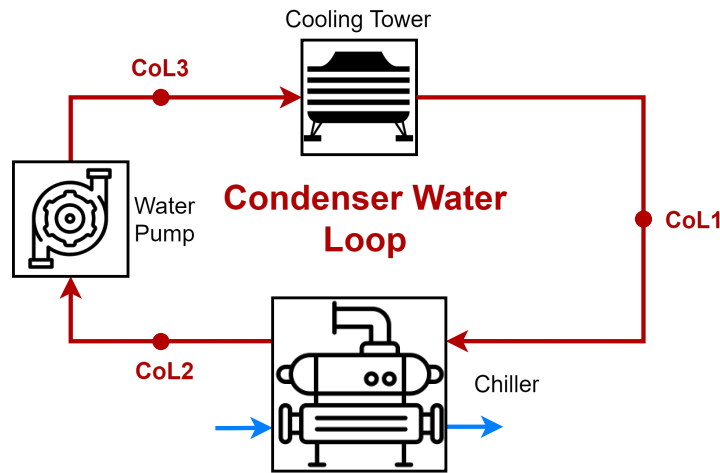 Cooling Tower
CoL3
Condenser Water
Loop
Water
Pump
CoL1
CoL2
Chiller